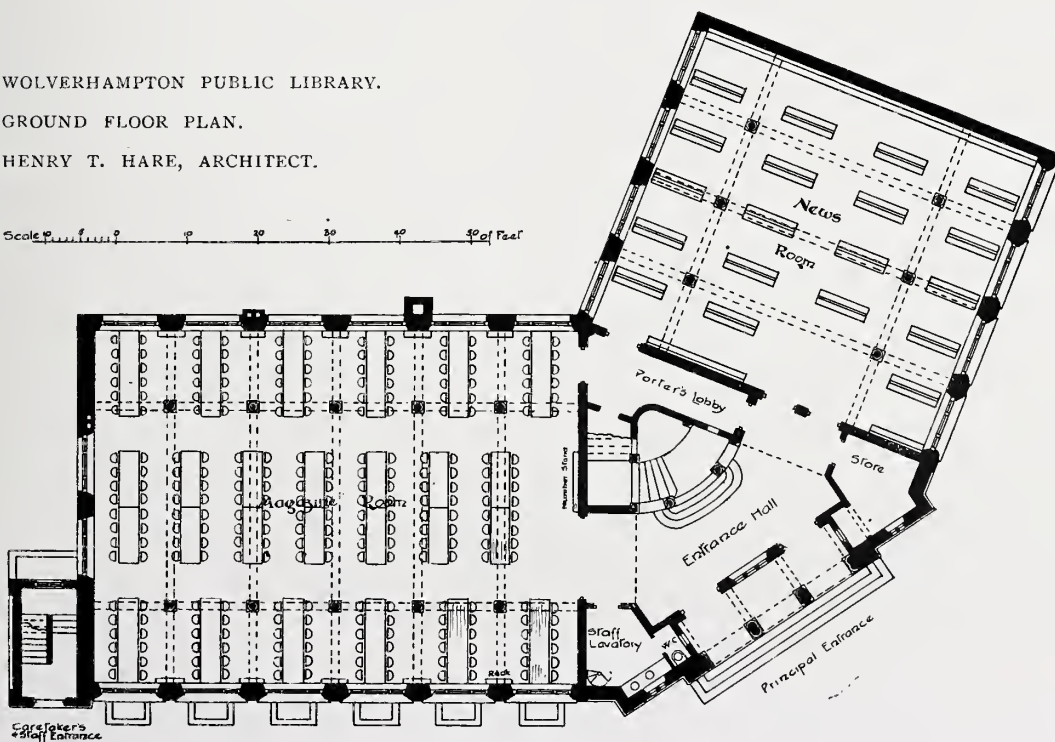 WOLVERHAMPTON PUBLIC LIBRARY.
GROUND FLOOR PLAN.
HENRY T. HARE, ARCHITECT.
Scale 10 5 0 10 20 30 40 50 of Feet
News
Room
Porter's Lobby
Store
Magazine Room
Entrance Hall
Staff
Lavatory
W.C
Rack
Principal Entrance
Caretaker's
& Staff Entrance